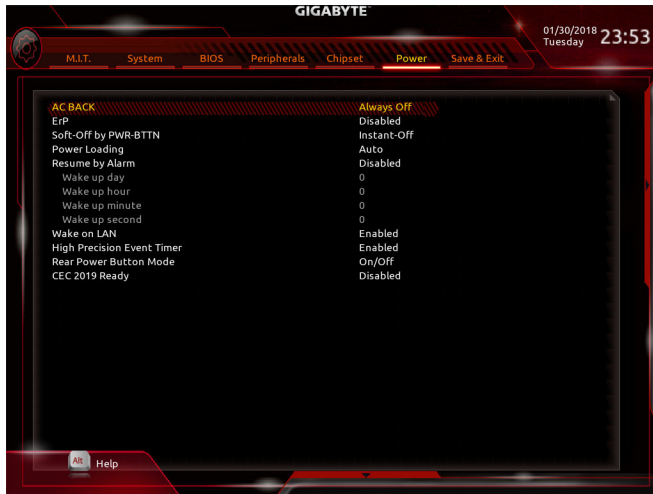 GIGABYTE
01/30/2018 23:53
Tuesday
M.I.T. System BIOS Peripherals Chipset Power Save & Exit
AC BACK Always Off
ErP Disabled
Soft-Off by PWR-BTTN Instant-Off
Power Loading Auto
Resume by Alarm Disabled
Wake up day 0
Wake up hour 0
Wake up minute 0
Wake up second 0
Wake on LAN Enabled
High Precision Event Timer Enabled
Rear Power Button Mode On/Off
CEC 2019 Ready Disabled
Alt Help